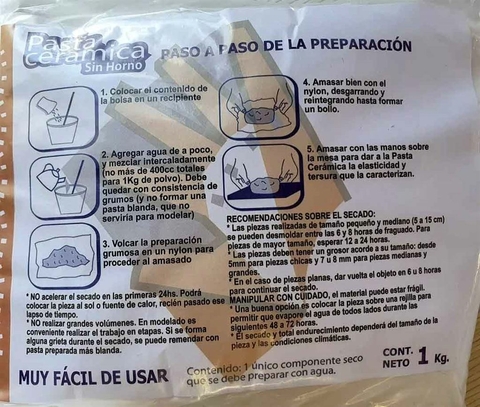 Pasta
Cerámica
Sin Horno
PASO A PASO DE LA PREPARACIÓN
1. Colocar el contenido de
la bolsa en un recipiente
2. Agregar agua de a poco,
y mezclar intercaladamente
(no más de 400cc totales
para 1Kg de polvo). Debe
quedar con consistencia de
grumos (y no formar una
pasta blanda, que no
serviría para modelar)
3. Volcar la preparación
grumosa en un nylon para
proceder al amasado
4. Amasar bien con el
nylon, desgarrando y
reintegrando hasta formar
un bollo.
5. Amasar con las manos sobre
la mesa para dar a la Pasta
Cerámica la elasticidad y
tersura que la caracterizan.
RECOMENDACIONES SOBRE EL SECADO:
* Las piezas realizadas de tamaño pequeño y mediano (5 a 15 cm)
se pueden desmoldar entre las 6 y 8 horas de fraguado. Para
piezas de mayor tamaño, esperar 12 a 24 horas.
* Las piezas deben tener un grosor acorde a su tamaño: desde
5mm para piezas chicas y 7 u 8 mm para piezas medianas y
grandes.
* En el caso de piezas planas, dar vuelta el objeto en 6 u 8 horas
para continuar el secado.
MANIPULAR CON CUIDADO, el material puede estar frágil.
* Una buena opción es colocar la pieza sobre una rejilla para
permitir que evapore el agua de todos lados durante las
siguientes 48 a 72 horas.
* El secado y total endurecimiento dependerá del tamaño de la
pieza y las condiciones climáticas.
*NO acelerar el secado en las primeras 24hs. Podrá
colocar la pieza al sol o fuente de calor, recién pasado ese
lapso de tiempo.
*NO realizar grandes volúmenes. En modelado es
conveniente realizar el trabajo en etapas. Si se forma
alguna grieta durante el secado, se puede remendar con
pasta preparada más blanda.
MUY FÁCIL DE USAR
Contenido: 1 único componente seco
que se debe preparar con agua.
CONT.
NETO 1 Kg.